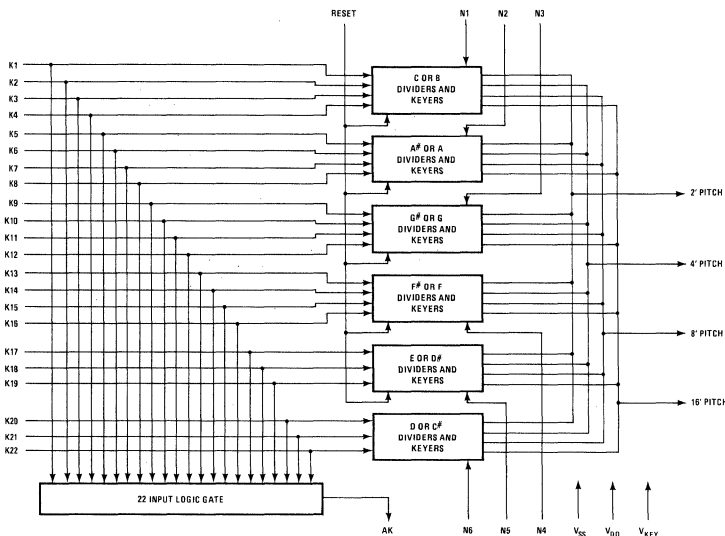 RESET N1 N2 N3
K1
K2
K3
K4
K5
K6
K7
K8
K9
K10
K11
K12
K13
K14
K15
K16
K17
K18
K19
K20
K21
K22
C OR B
DIVIDERS AND
KEYERS
A# OR A
DIVIDERS AND
KEYERS
G# OR G
DIVIDERS AND
KEYERS
F# OR F
DIVIDERS AND
KEYERS
E OR D#
DIVIDERS AND
KEYERS
D OR C#
DIVIDERS AND
KEYERS
2' PITCH
4' PITCH
8' PITCH
16' PITCH
22 INPUT LOGIC GATE
AK N6 N5 N4 VSS VDD VKEY